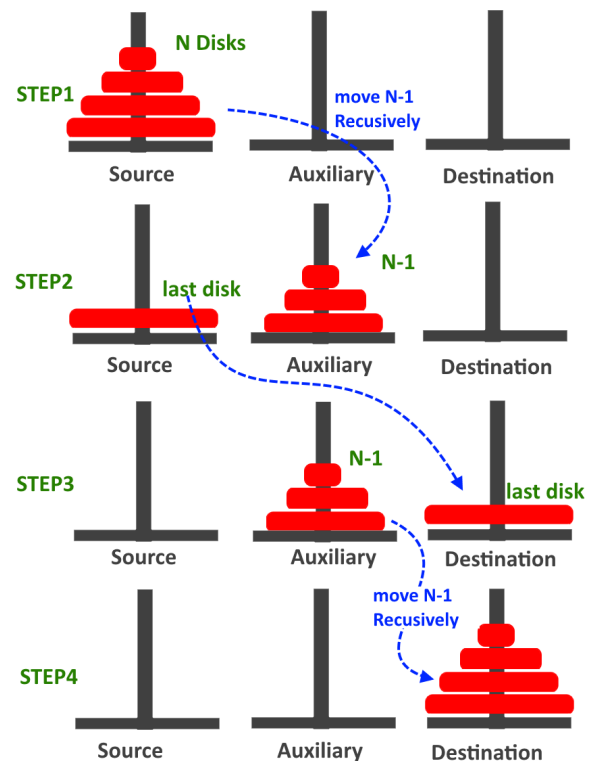 N Disks
STEP1
move N-1
Recusively
Source
Auxiliary
Destination
STEP2
last disk
N-1
Source
Auxiliary
Destination
STEP3
N-1
last disk
Source
Auxiliary
Destination
move N-1
Recusively
STEP4
Source
Auxiliary
Destination